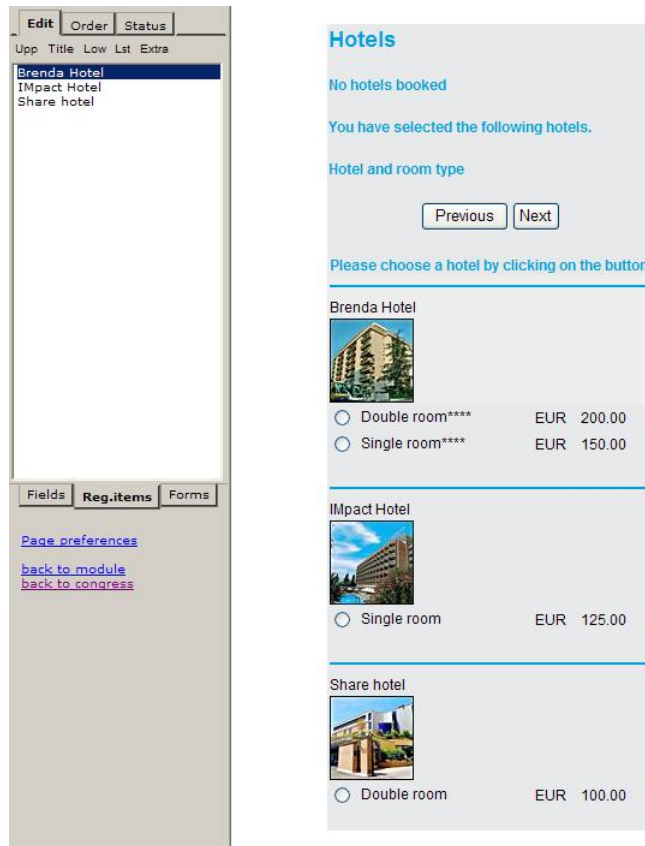 Edit Order Status
Upp Title Low Lst Extra
Brenda Hotel
IMpact Hotel
Share hotel
Fields Reg.items Forms
Page preferences
back to module
back to congress
Hotels
No hotels booked
You have selected the following hotels.
Hotel and room type
Previous Next
Please choose a hotel by clicking on the button
Brenda Hotel
Double room**** EUR 200.00
Single room**** EUR 150.00
IMpact Hotel
Single room EUR 125.00
Share hotel
Double room EUR 100.00